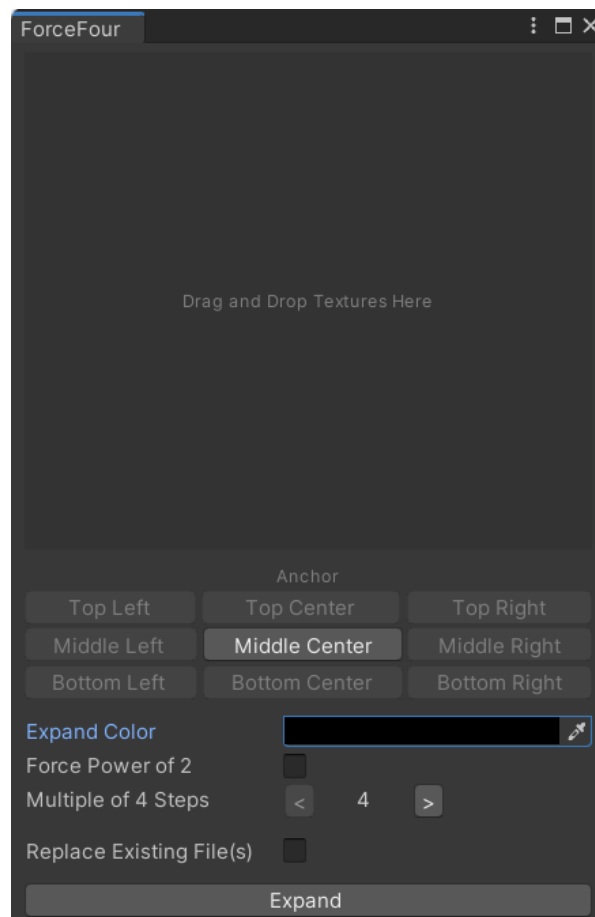 ForceFour
Drag and Drop Textures Here
Anchor
Top Left Top Center Top Right
Middle Left Middle Center Middle Right
Bottom Left Bottom Center Bottom Right
Expand Color
Force Power of 2
Multiple of 4 Steps < 4 >
Replace Existing File(s)
Expand